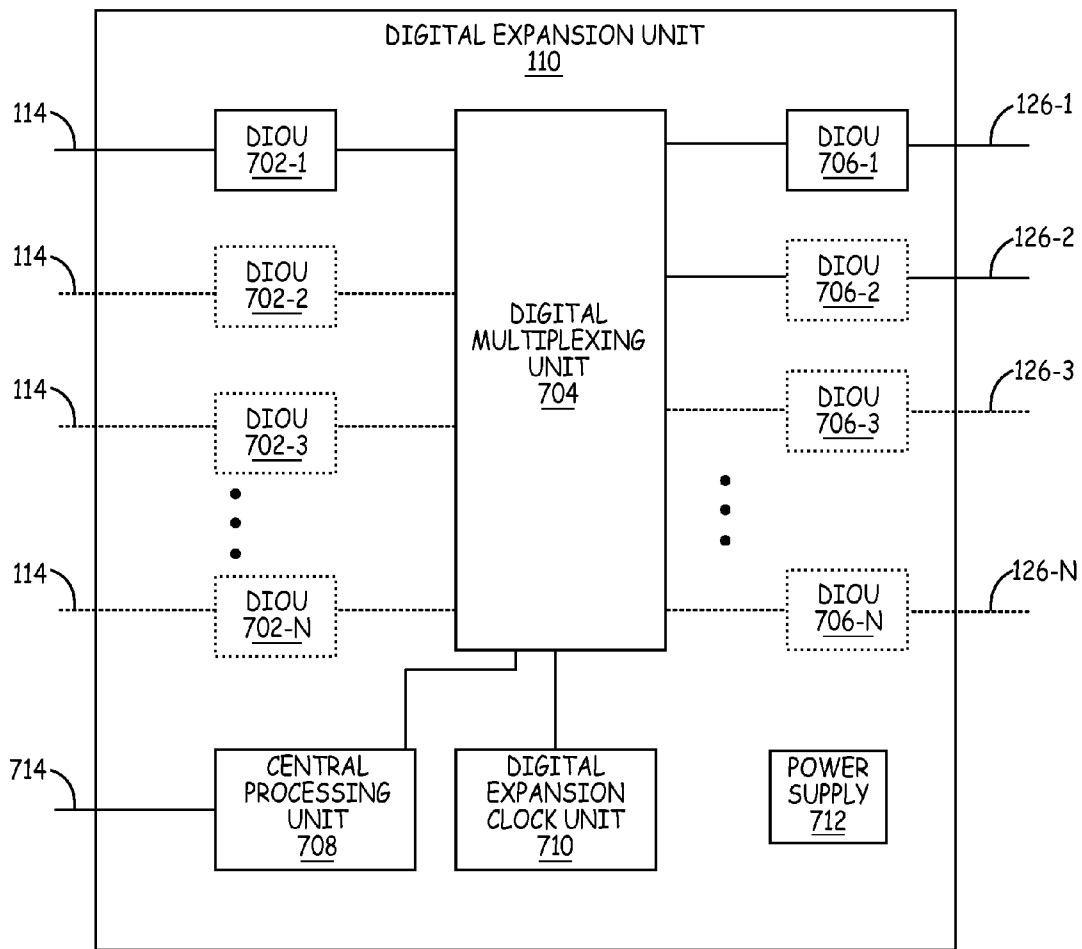 DIGITAL EXPANSION UNIT
110
114
DIOU
702-1
DIOU
706-1
126-1
114
DIOU
702-2
DIOU
706-2
126-2
DIGITAL
MULTIPLEXING
UNIT
704
114
DIOU
702-3
DIOU
706-3
126-3
114
DIOU
702-N
DIOU
706-N
126-N
714
CENTRAL
PROCESSING
UNIT
708
DIGITAL
EXPANSION
CLOCK UNIT
710
POWER
SUPPLY
712